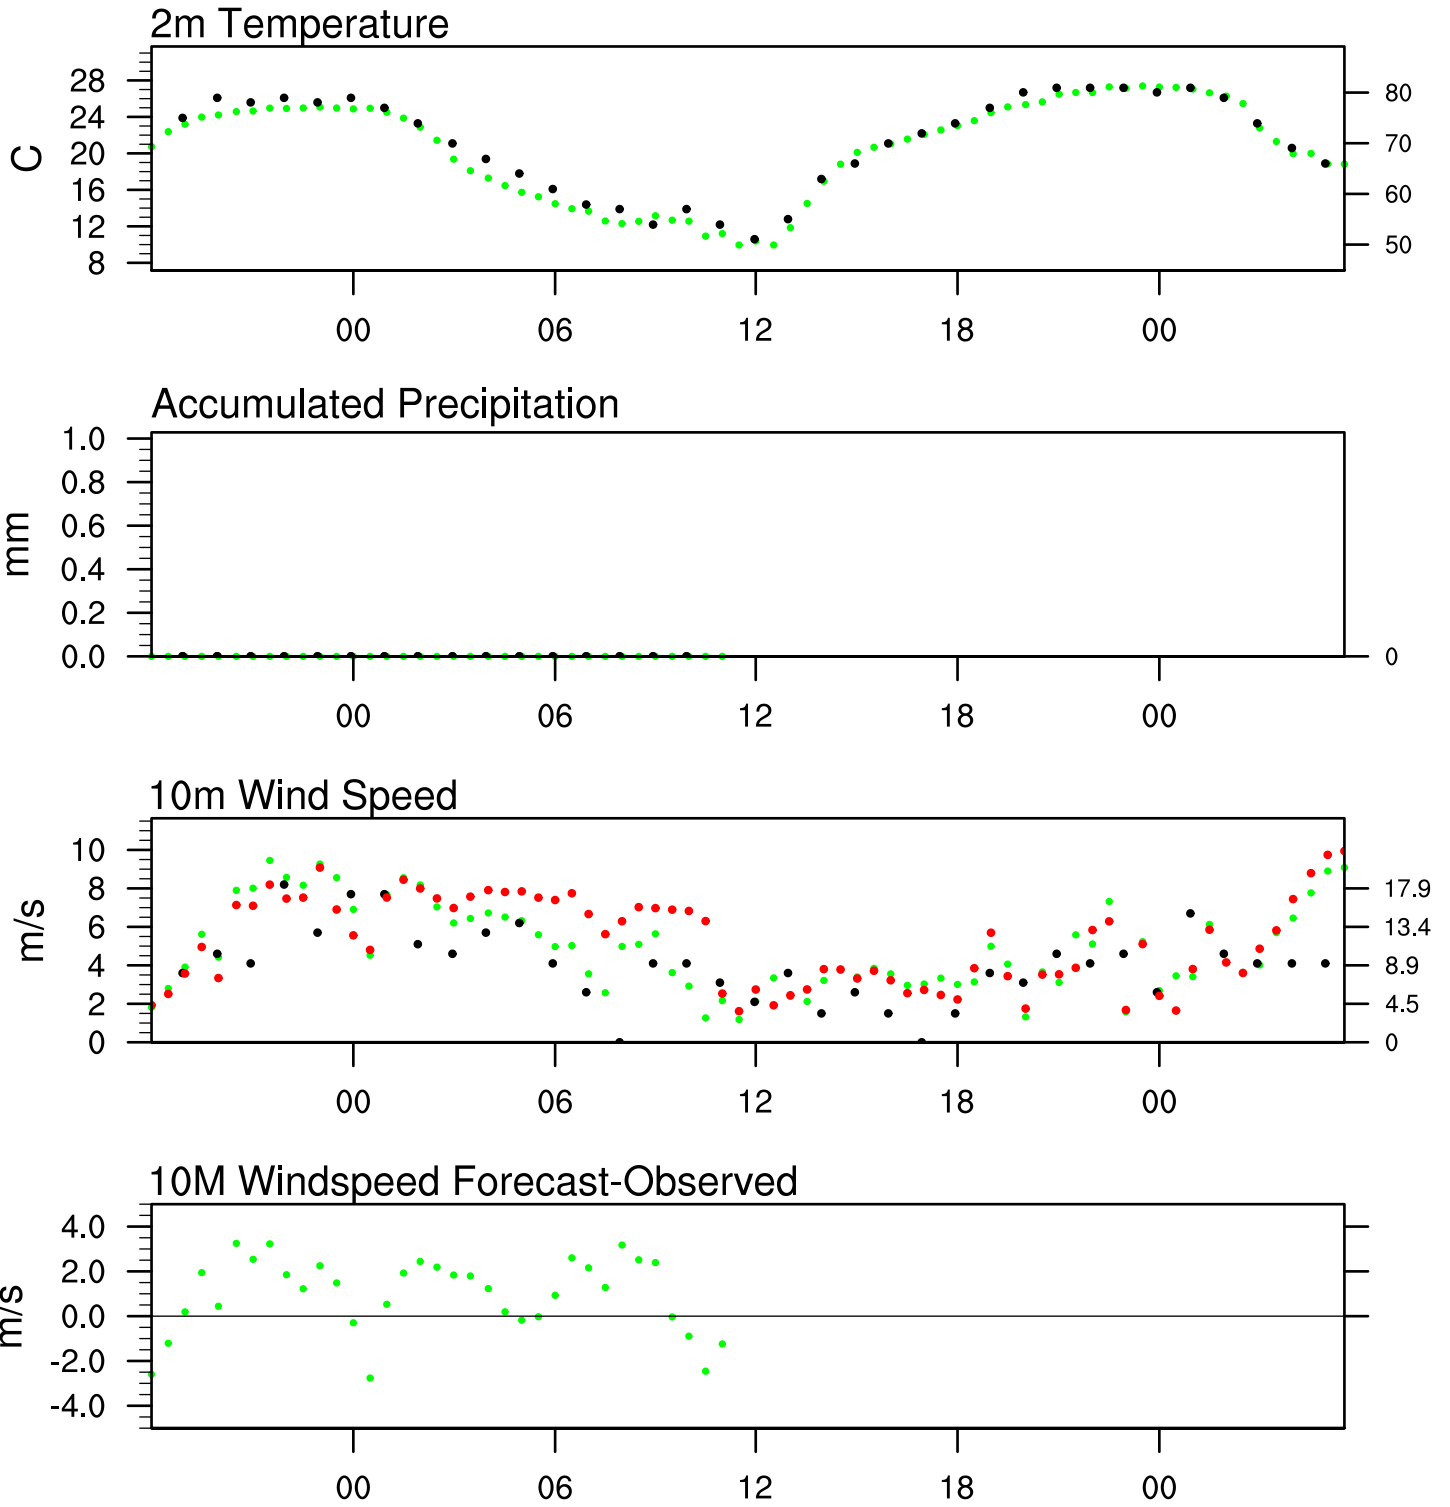 2m Temperature
28
24
20
16
12
8
C
80
70
60
50
00 06 12 18 00
Accumulated Precipitation
1.0
0.8
0.6
0.4
0.2
0.0
mm
0
00 06 12 18 00
10m Wind Speed
10
8
6
4
2
0
m/s
17.9
13.4
8.9
4.5
0
00 06 12 18 00
10M Windspeed Forecast-Observed
4.0
2.0
0.0
-2.0
-4.0
m/s
00 06 12 18 00